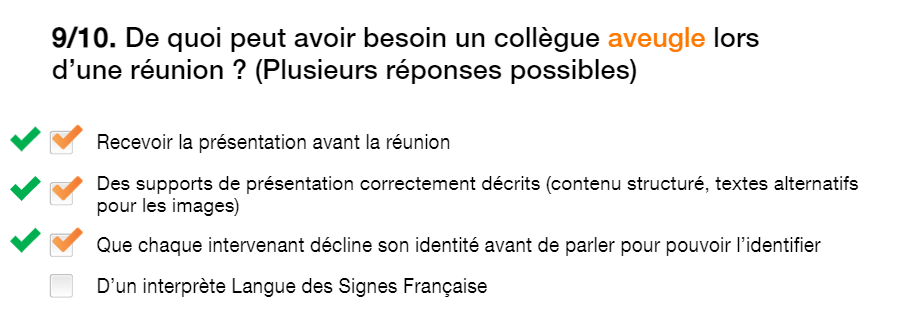 9/10. De quoi peut avoir besoin un collègue aveugle lors
d’une réunion ? (Plusieurs réponses possibles)
Recevoir la présentation avant la réunion
Des supports de présentation correctement décrits (contenu structuré, textes alternatifs
pour les images)
Que chaque intervenant décline son identité avant de parler pour pouvoir l’identifier
D’un interprète Langue des Signes Française